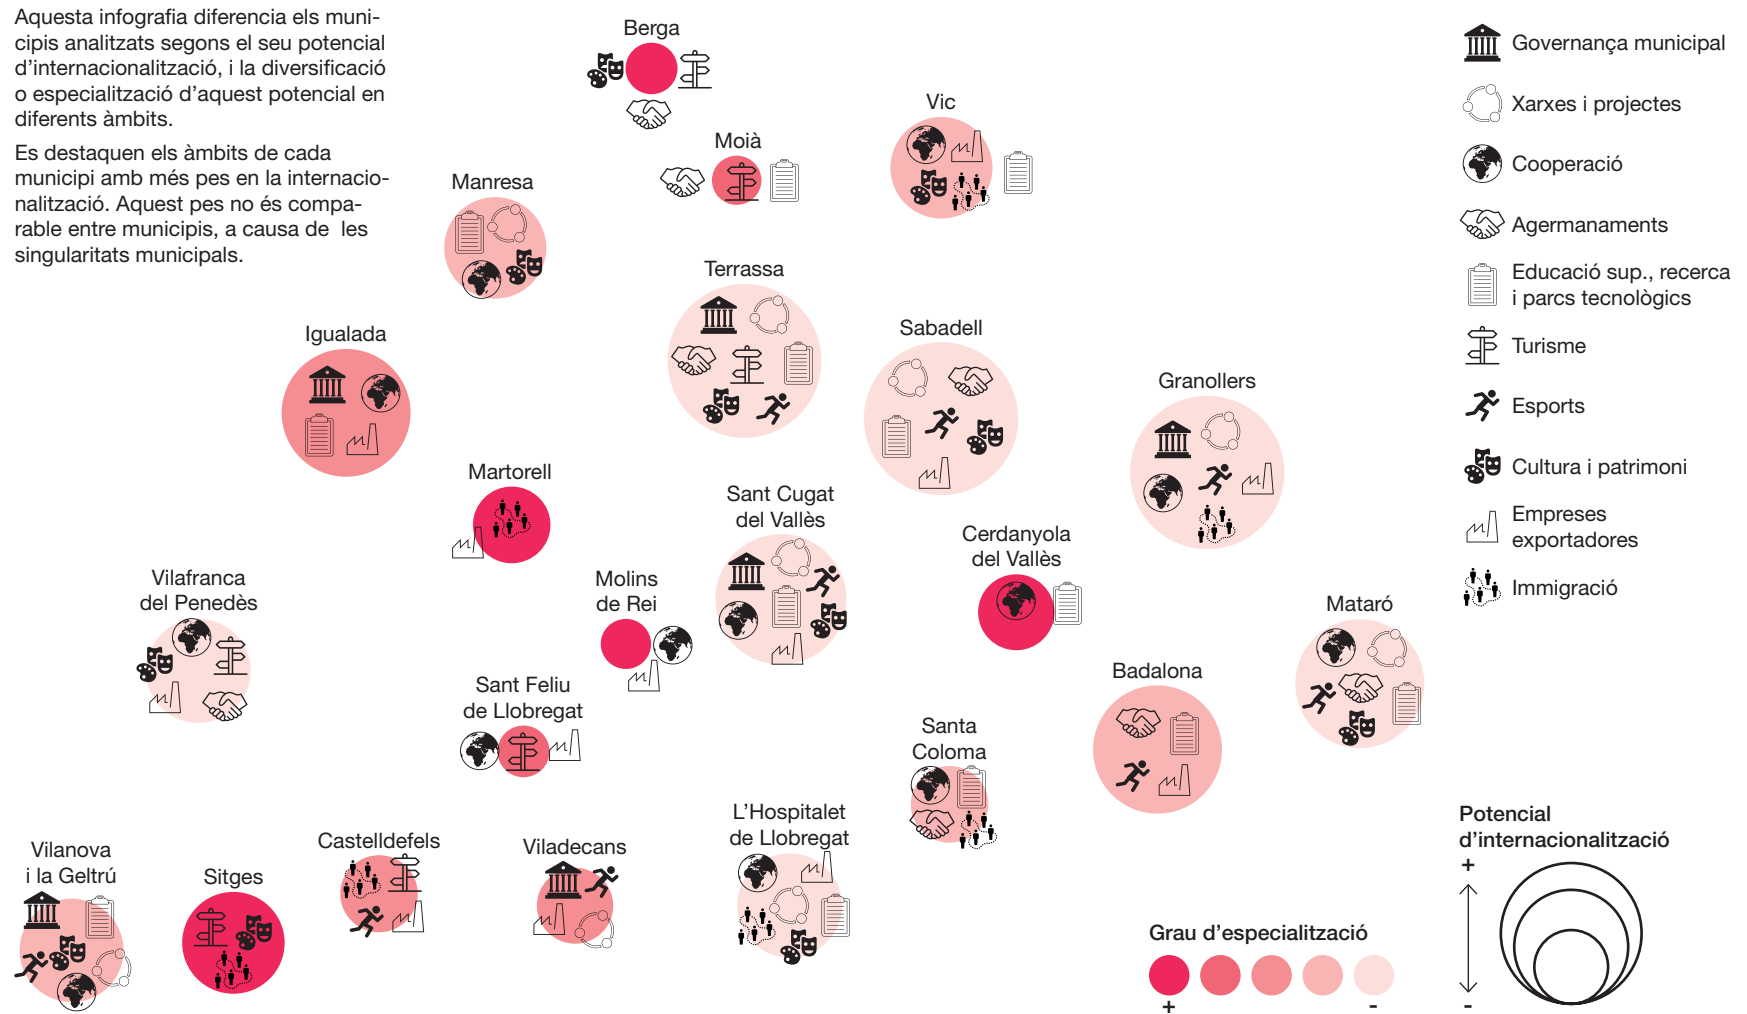 Aquesta infografia diferencia els muni-
cipis analitzats segons el seu potencial
d'internacionalització, i la diversificació
o especialització d'aquest potencial en
diferents àmbits.
Es destaquen els àmbits de cada
municipi amb més pes en la internacio-
nalització. Aquest pes no és compa-
rable entre municipis, a causa de les
singularitats municipals.
Berga
Vic
Moià
Manresa
Terrassa
Igualada
Sabadell
Granollers
Martorell
Sant Cugat
del Vallès
Cerdanyola
del Vallès
Vilafranca
del Penedès
Molins
de Rei
Mataró
Sant Feliu
de Llobregat
Badalona
Santa
Coloma
L'Hospitalet
de Llobregat
Castelldefels
Viladecans
Vilanova
i la Geltrú
Sitges
Governança municipal
Xarxes i projectes
Cooperació
Agermanaments
Educació sup., recerca
i parcs tecnològics
Turisme
Esports
Cultura i patrimoni
Empreses
exportadores
Immigració
Potencial
d'internacionalització
+
-
Grau d'especialització
+ -